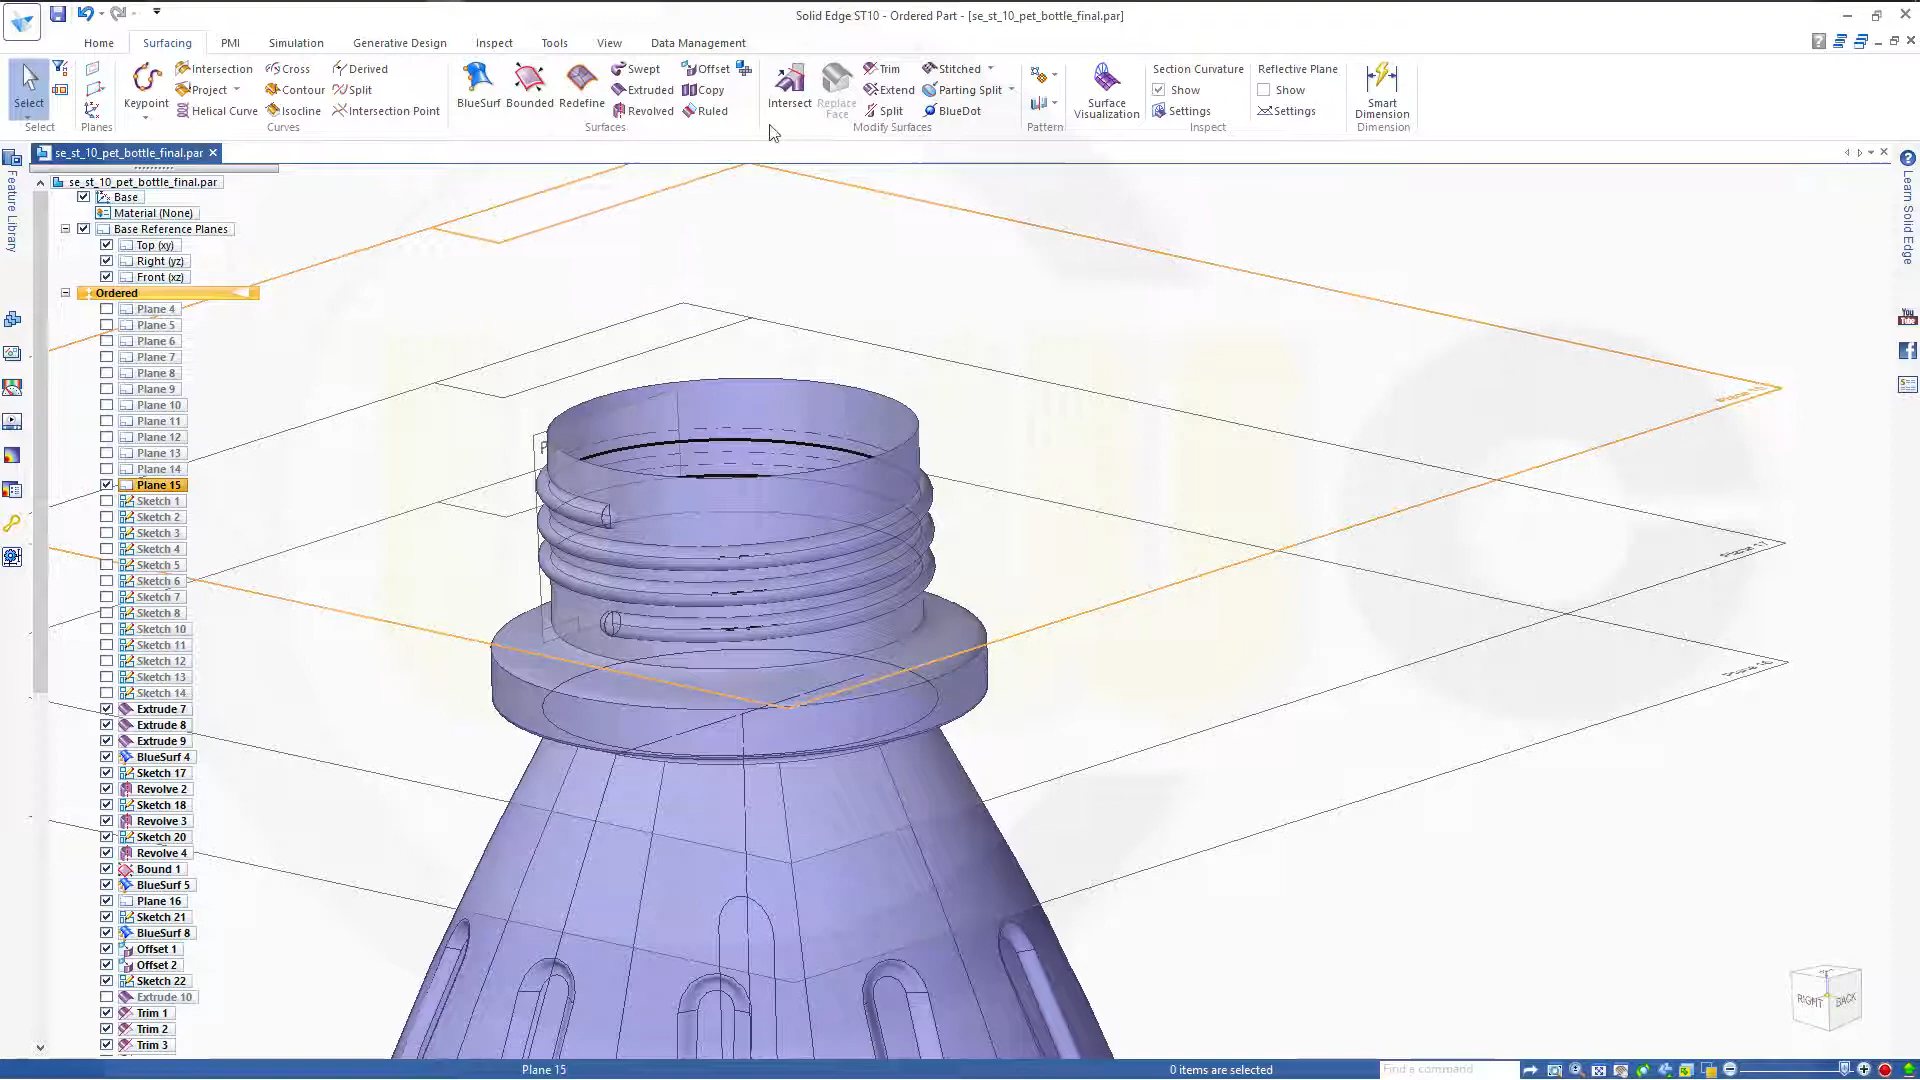 Solid Edge ST10 - Ordered Part - [se_st_10_pet_bottle_final.par]
Home
Surfacing
PMI
Simulation
Generative Design
Inspect
Tools
View
Data Management
Select
Select
Planes
Keypoint
Intersection
Project
Helical Curve
Cross
Contour
Isocline
Derived
Split
Intersection Point
Curves
BlueSurf
Bounded
Redefine
Swept
Extruded
Revolved
Offset
Copy
Ruled
Surfaces
Intersect
Replace
Face
Trim
Extend
Split
Stitched
Parting Split
BlueDot
Modify Surfaces
Pattern
Surface
Visualization
Section Curvature
Show
Settings
Inspect
Reflective Plane
Show
Settings
Smart
Dimension
Dimension
se_st_10_pet_bottle_final.par
Feature Library
Learn Solid Edge
You
Tube
se_st_10_pet_bottle_final.par
Base
Material (None)
Base Reference Planes
Top (xy)
Right (yz)
Front (xz)
Ordered
Plane 4
Plane 5
Plane 6
Plane 7
Plane 8
Plane 9
Plane 10
Plane 11
Plane 12
Plane 13
Plane 14
Plane 15
Sketch 1
Sketch 2
Sketch 3
Sketch 4
Sketch 5
Sketch 6
Sketch 7
Sketch 8
Sketch 10
Sketch 11
Sketch 12
Sketch 13
Sketch 14
Extrude 7
Extrude 8
Extrude 9
BlueSurf 4
Sketch 17
Revolve 2
Sketch 18
Revolve 3
Sketch 20
Revolve 4
Bound 1
BlueSurf 5
Plane 16
Sketch 21
BlueSurf 8
Offset 1
Offset 2
Sketch 22
Extrude 10
Trim 1
Trim 2
Trim 3
Plane 17
RIGHT
BACK
Plane 15
0 items are selected
Find a command